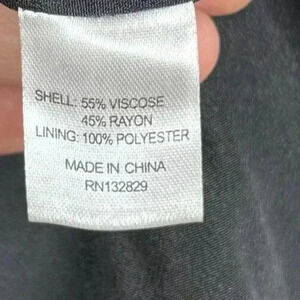 SHELL: 55% VISCOSE
45% RAYON
LINING: 100% POLYESTER
MADE IN CHINA
RN132829